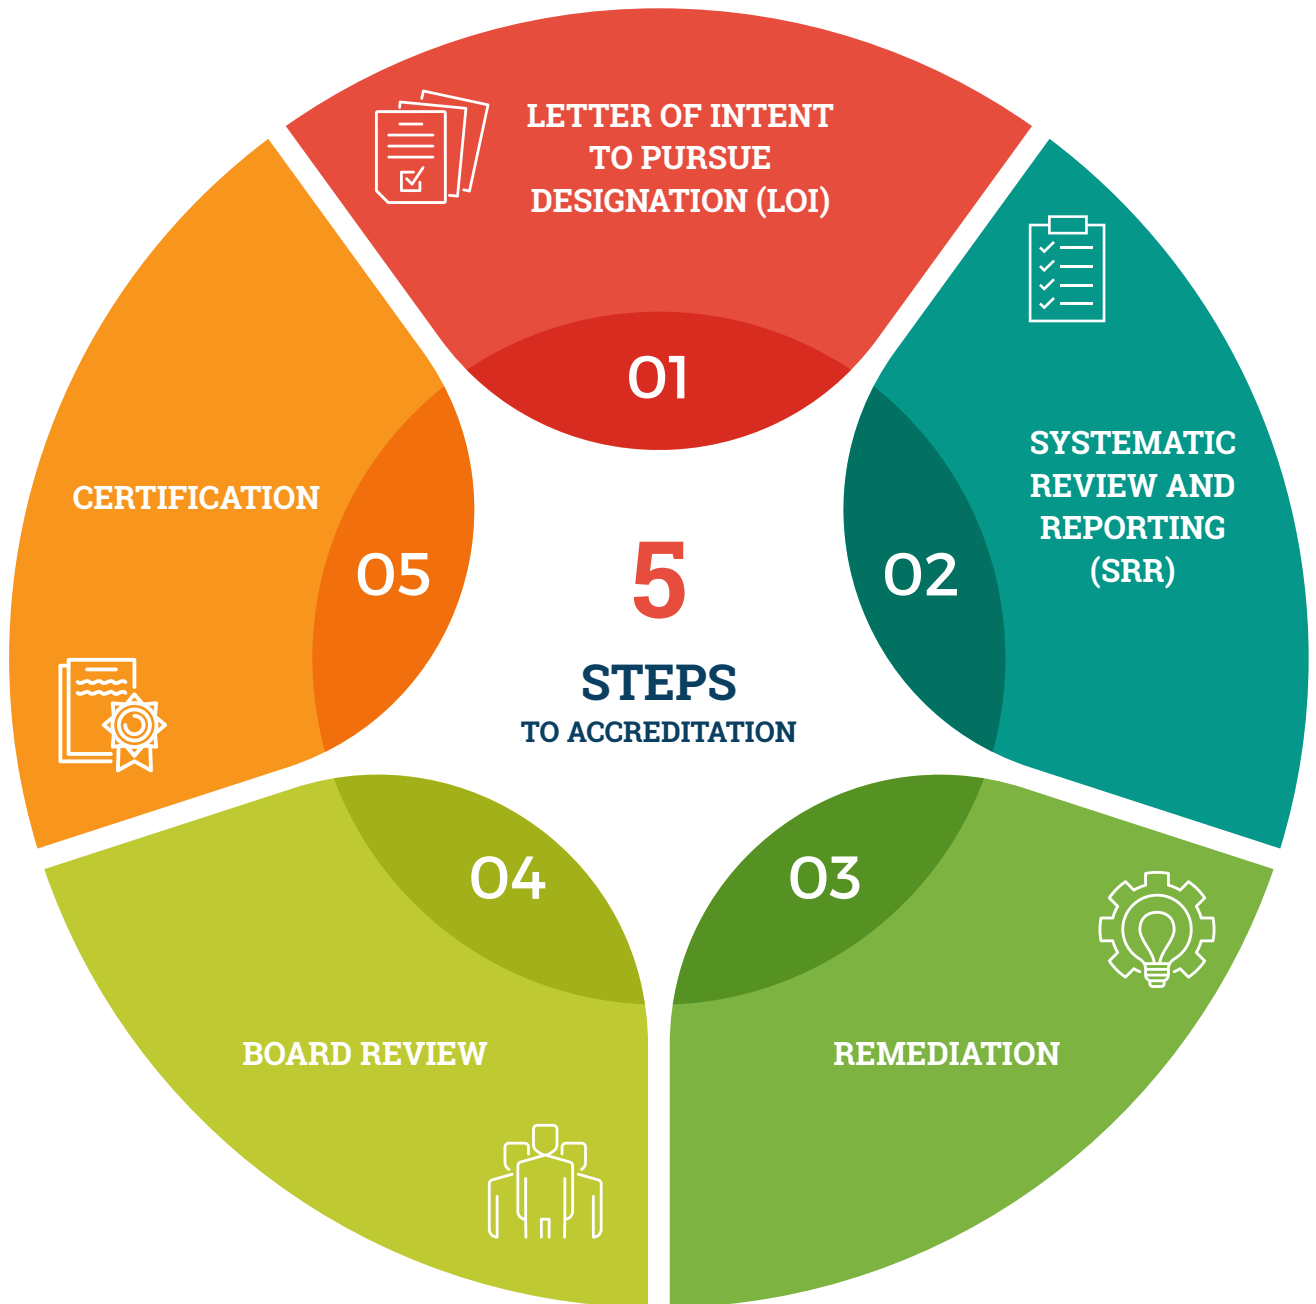 LETTER OF INTENT
TO PURSUE
DESIGNATION (LOI)
01
SYSTEMATIC
REVIEW AND
REPORTING
(SRR)
02
03
REMEDIATION
04
BOARD REVIEW
CERTIFICATION
05
5
STEPS
TO ACCREDITATION